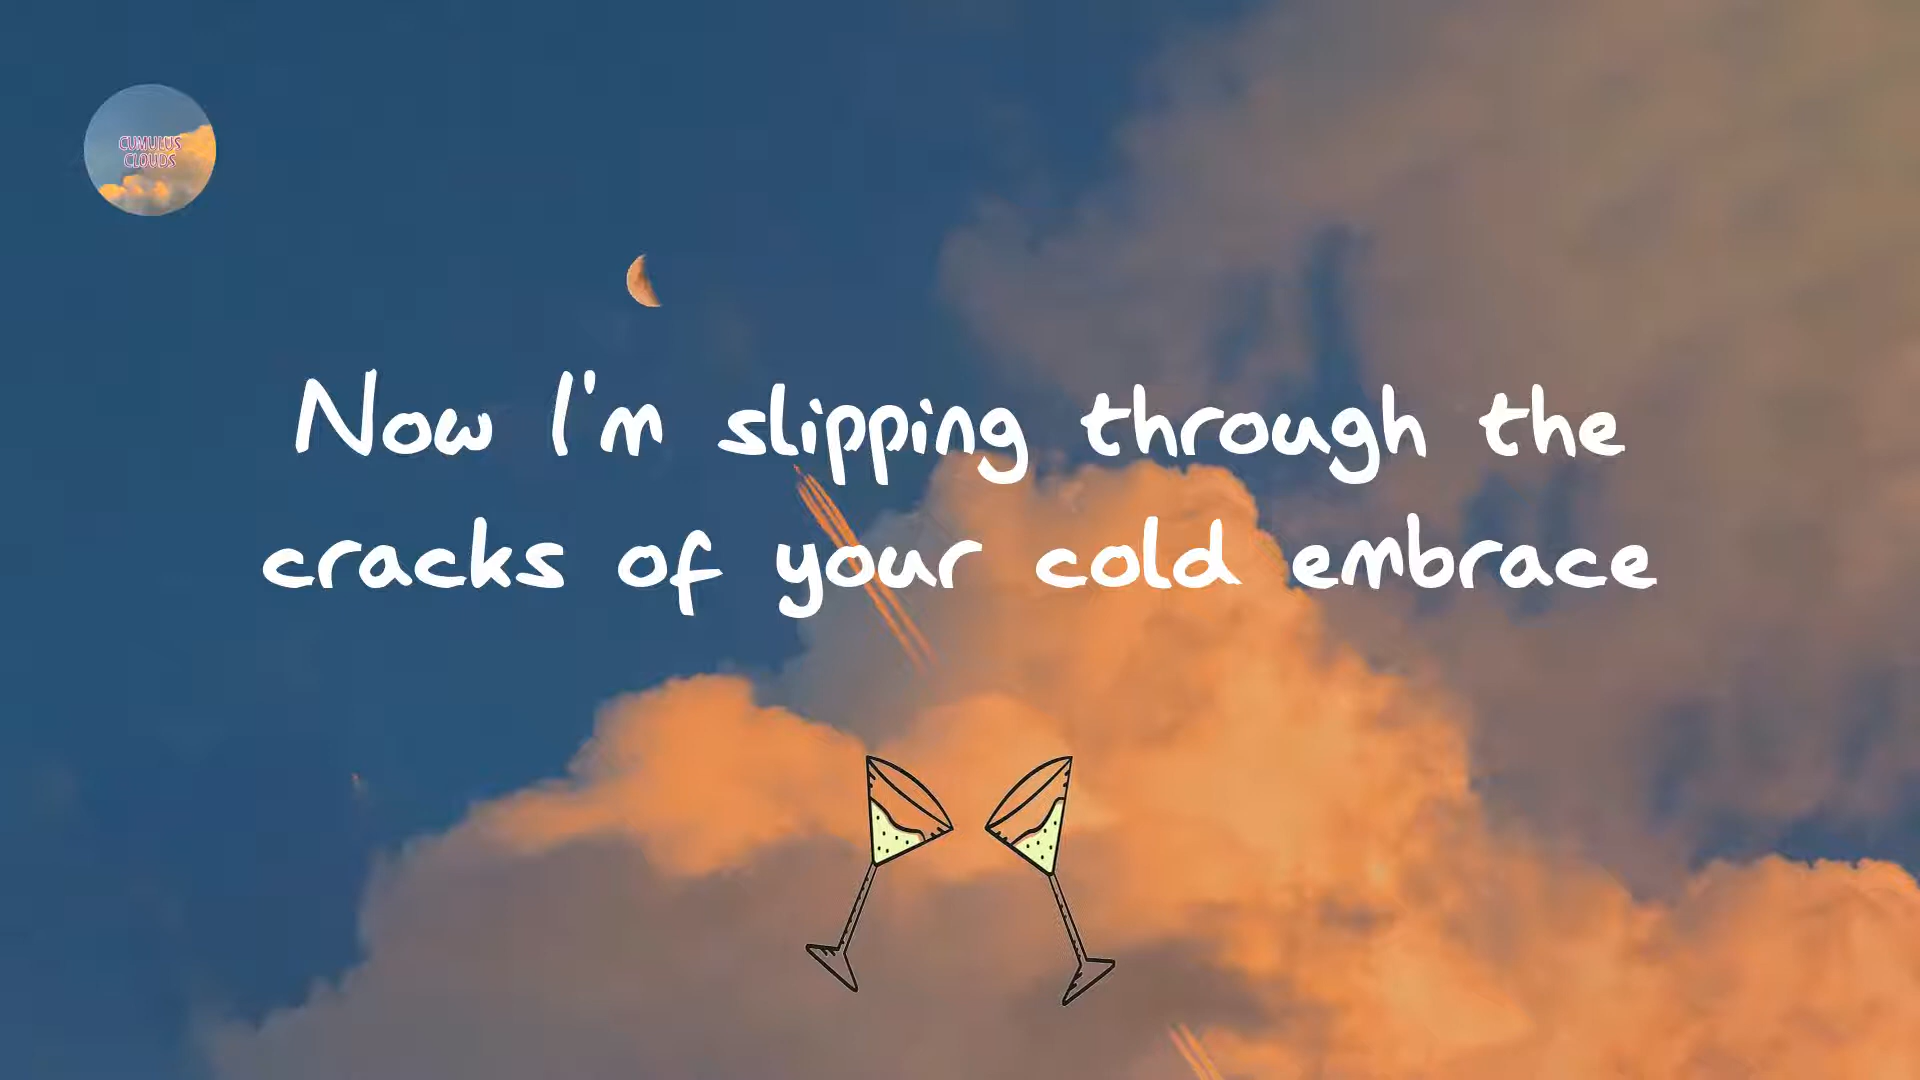 CUMULUS
CLOUDS
Now I'm slipping through the
cracks of your cold embrace